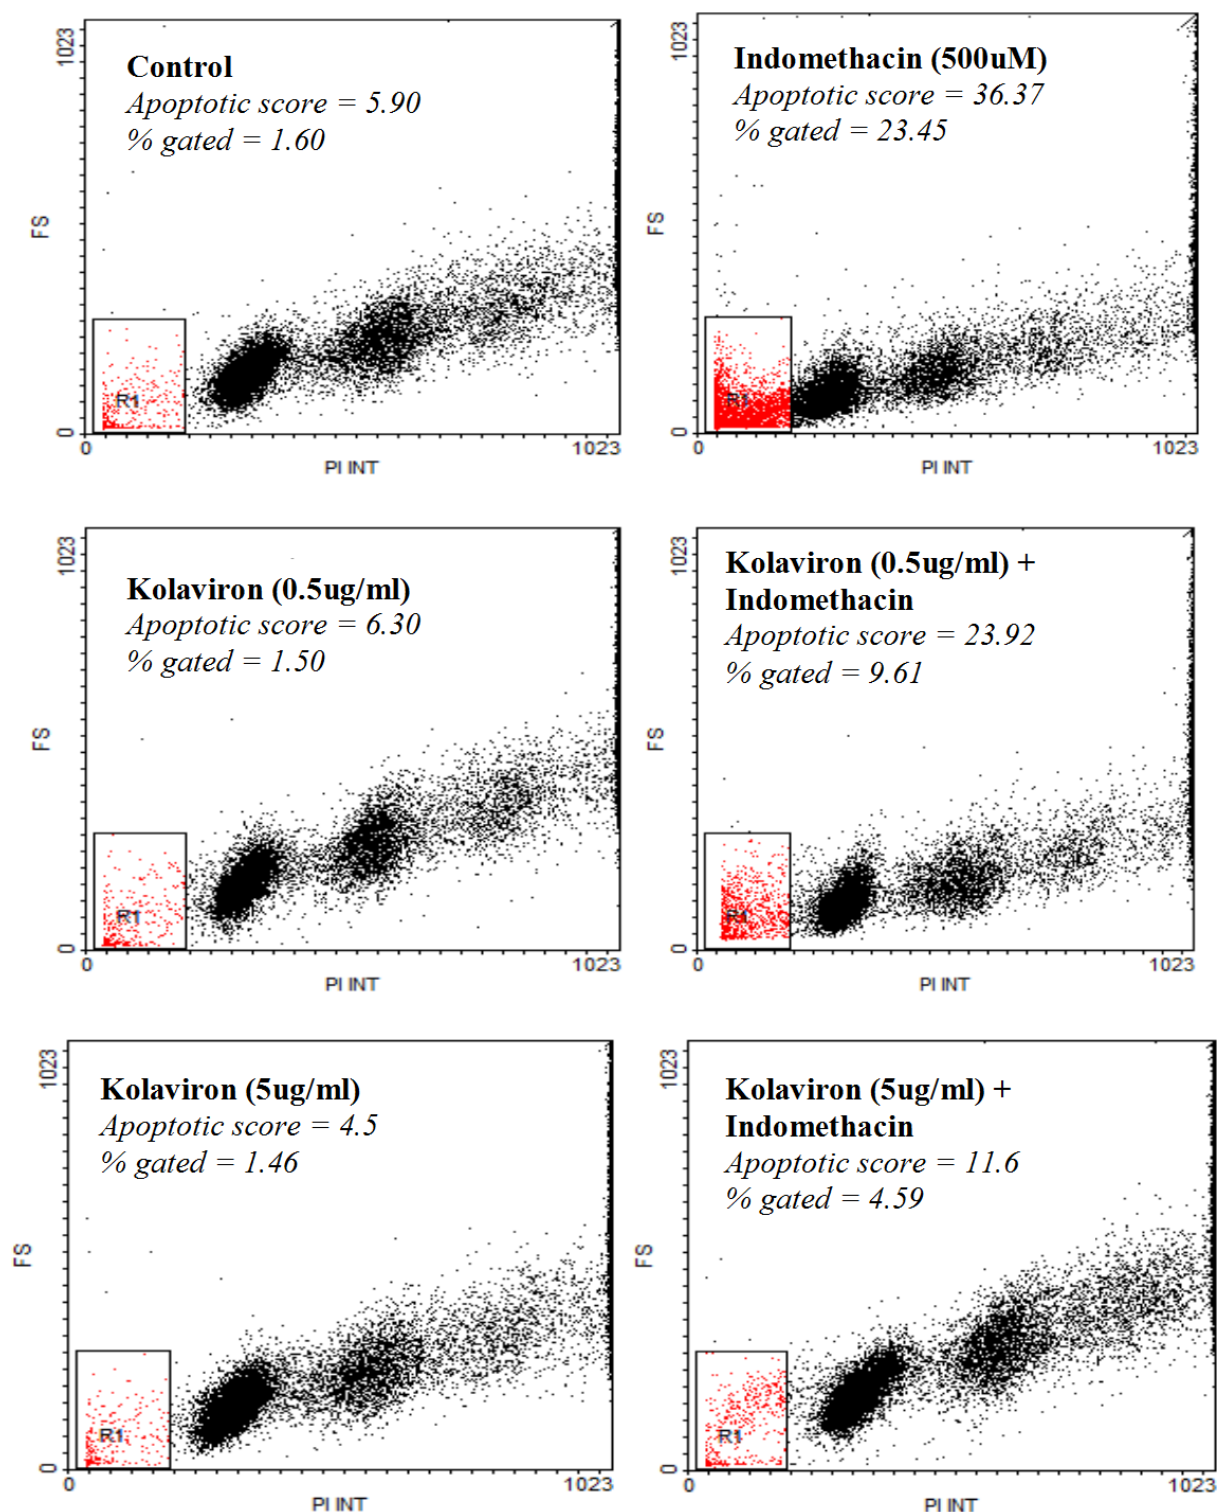 Control
Apoptotic score = 5.90
% gated = 1.60
1023
FS
R1
0
0
1023
PI INT
Indomethacin (500uM)
Apoptotic score = 36.37
% gated = 23.45
1023
FS
R1
0
0
1023
PI INT
Kolaviron (0.5ug/ml)
Apoptotic score = 6.30
% gated = 1.50
1023
FS
R1
0
0
1023
PI INT
Kolaviron (0.5ug/ml) +
Indomethacin
Apoptotic score = 23.92
% gated = 9.61
1023
FS
R1
0
0
1023
PI INT
Kolaviron (5ug/ml)
Apoptotic score = 4.5
% gated = 1.46
1023
FS
R1
0
0
1023
PI INT
Kolaviron (5ug/ml) +
Indomethacin
Apoptotic score = 11.6
% gated = 4.59
1023
FS
R1
0
0
1023
PI INT